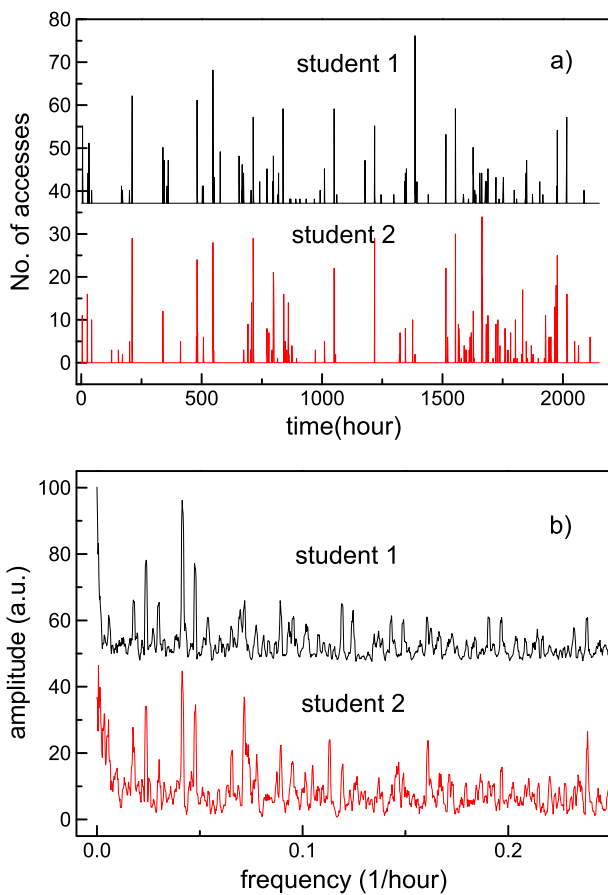 80
70
60
50
40
30
20
10
0
No. of accesses
student 1
a)
student 2
0
500
1000
1500
2000
time(hour)
100
80
60
40
20
0
amplitude (a.u.)
b)
student 1
student 2
0.0
0.1
0.2
frequency (1/hour)